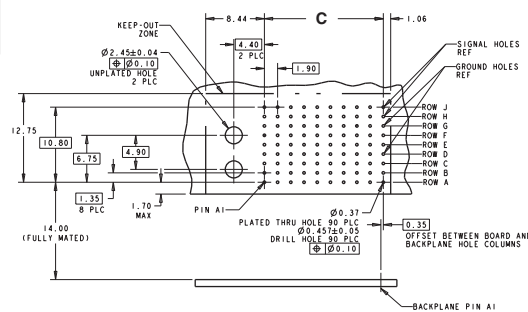 8.44
C
1.06
KEEP-OUT
ZONE
4.40
2 PLC
SIGNAL HOLES
REF
Ø2.45±0.04
⌖ Ø0.10
UNPLATED HOLE
2 PLC
1.90
GROUND HOLES
REF
ROW J
ROW H
ROW G
ROW F
ROW E
ROW D
ROW C
ROW B
ROW A
12.75
10.80
6.75
4.90
1.35
8 PLC
1.70
MAX
PIN A1
Ø0.37
PLATED THRU HOLE 90 PLC
Ø0.457±0.05
DRILL HOLE 90 PLC
⌖ Ø0.10
0.35
OFFSET BETWEEN BOARD AND
BACKPLANE HOLE COLUMNS
14.00
(FULLY MATED)
BACKPLANE PIN A1